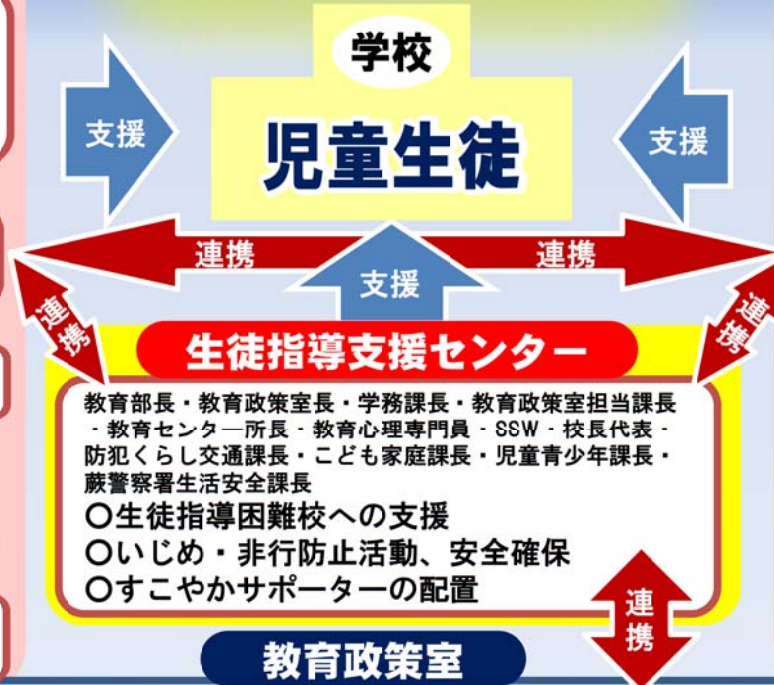 学校
児童生徒
支援
支援
連携
連携
支援
連携
連携
生徒指導支援センター
教育部長・教育政策室長・学務課長・教育政策室担当課長
・教育センター所長・教育心理専門員・SSW・校長代表・
防犯くらし交通課長・こども家庭課長・児童青少年課長・
蕨警察署生活安全課長
○生徒指導困難校への支援
○いじめ・非行防止活動、安全確保
○すこやかサポーターの配置
連携
教育政策室